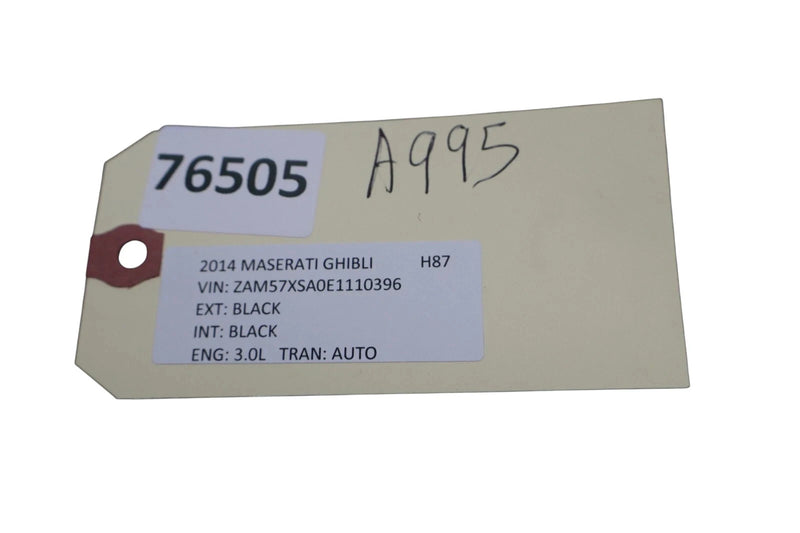 76505 A995
2014 MASERATI GHIBLI H87
VIN: ZAM57XSA0E1110396
EXT: BLACK
INT: BLACK
ENG: 3.0L TRAN: AUTO